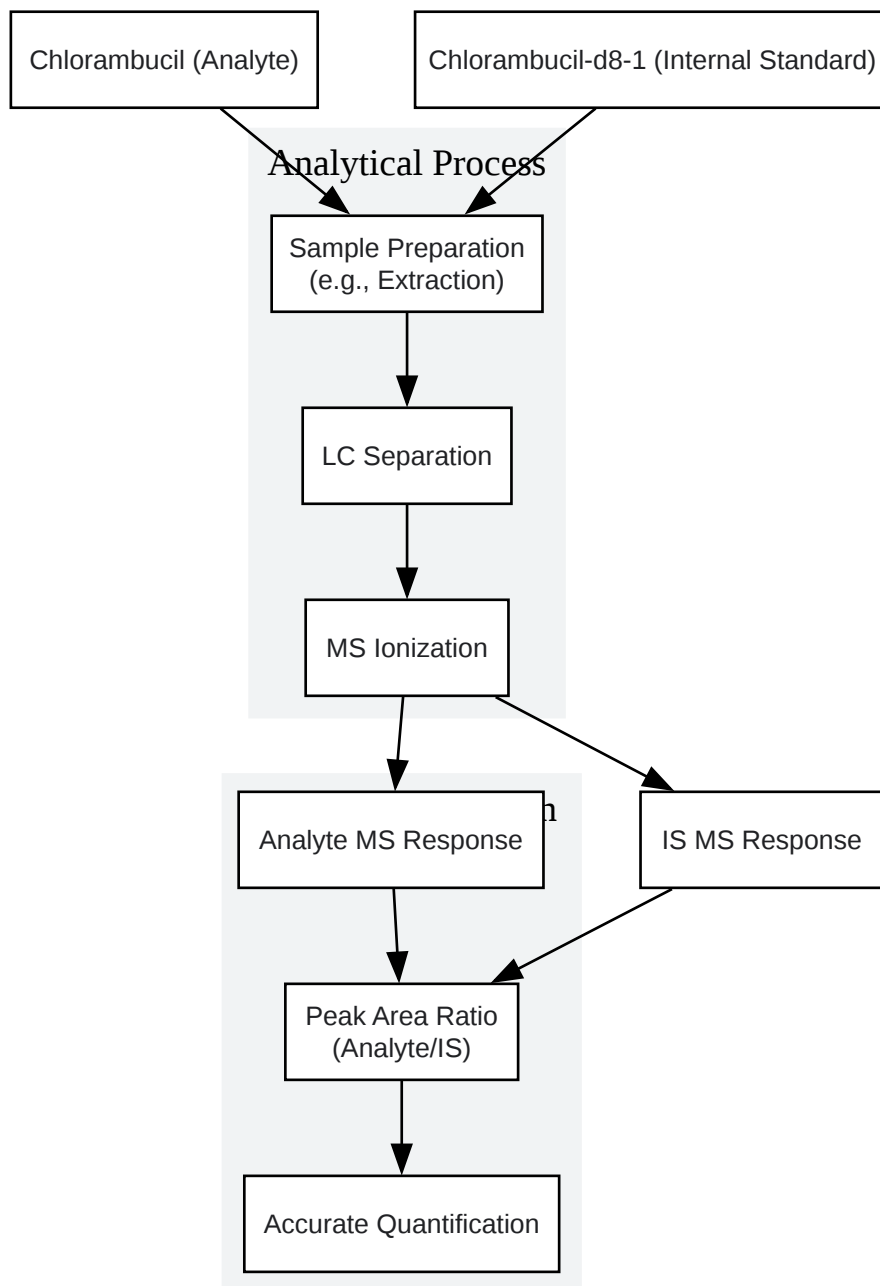 Chlorambucil (Analyte)
Chlorambucil-d8-1 (Internal Standard)
Analytical Process
Sample Preparation
(e.g., Extraction)
LC Separation
MS Ionization
Analyte MS Response
IS MS Response
Peak Area Ratio
(Analyte/IS)
Accurate Quantification